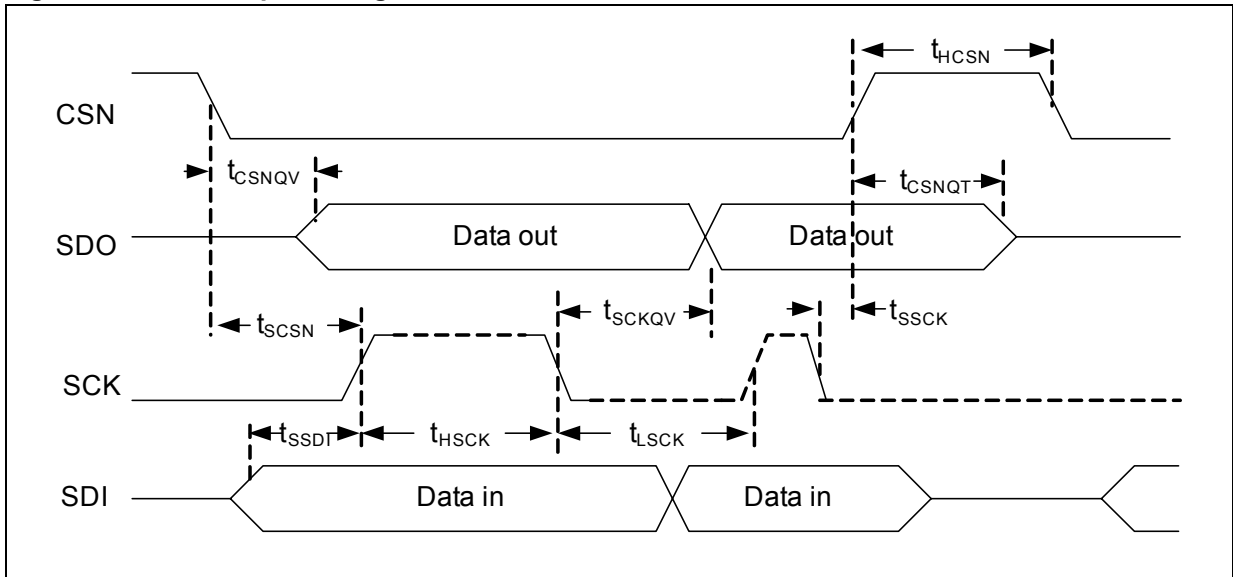 tHCSN
CSN
tCSNQV
tCSNQT
SDO
Data out
Data out
tSCSN
tSCKQV
tSSCK
SCK
tSSDI
tHSCK
tLSCK
SDI
Data in
Data in